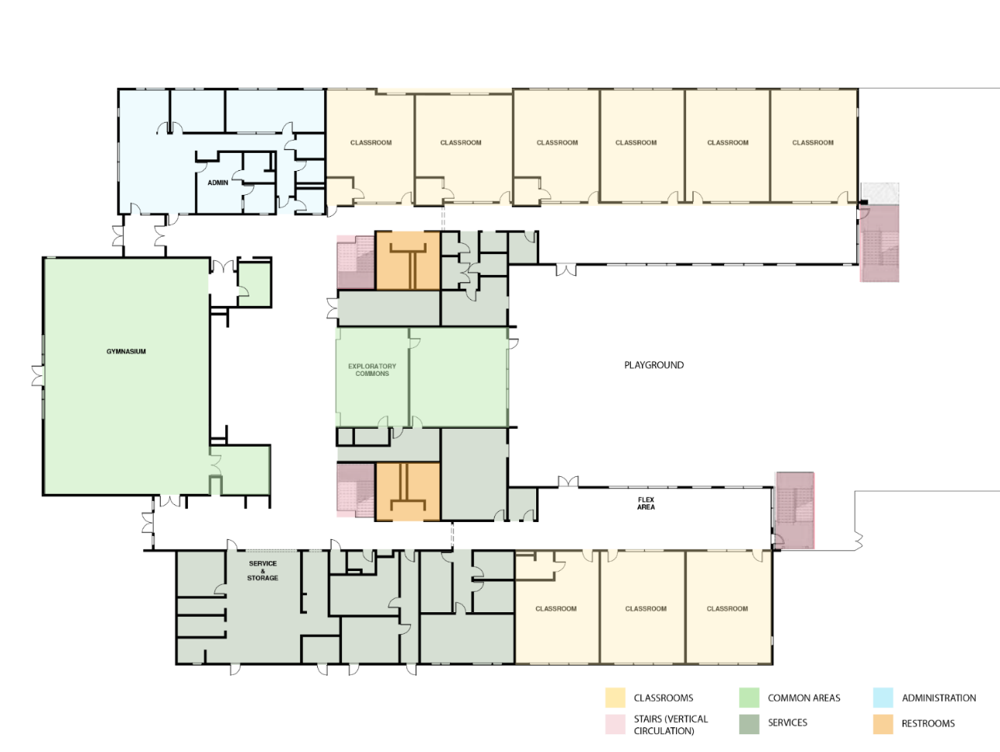 CLASSROOM
CLASSROOM
CLASSROOM
CLASSROOM
CLASSROOM
CLASSROOM
ADMIN
GYMNASIUM
EXPLORATORY
COMMONS
PLAYGROUND
FLEX
AREA
SERVICE
&
STORAGE
CLASSROOM
CLASSROOM
CLASSROOM
CLASSROOMS
COMMON AREAS
ADMINISTRATION
STAIRS (VERTICAL
CIRCULATION)
SERVICES
RESTROOMS